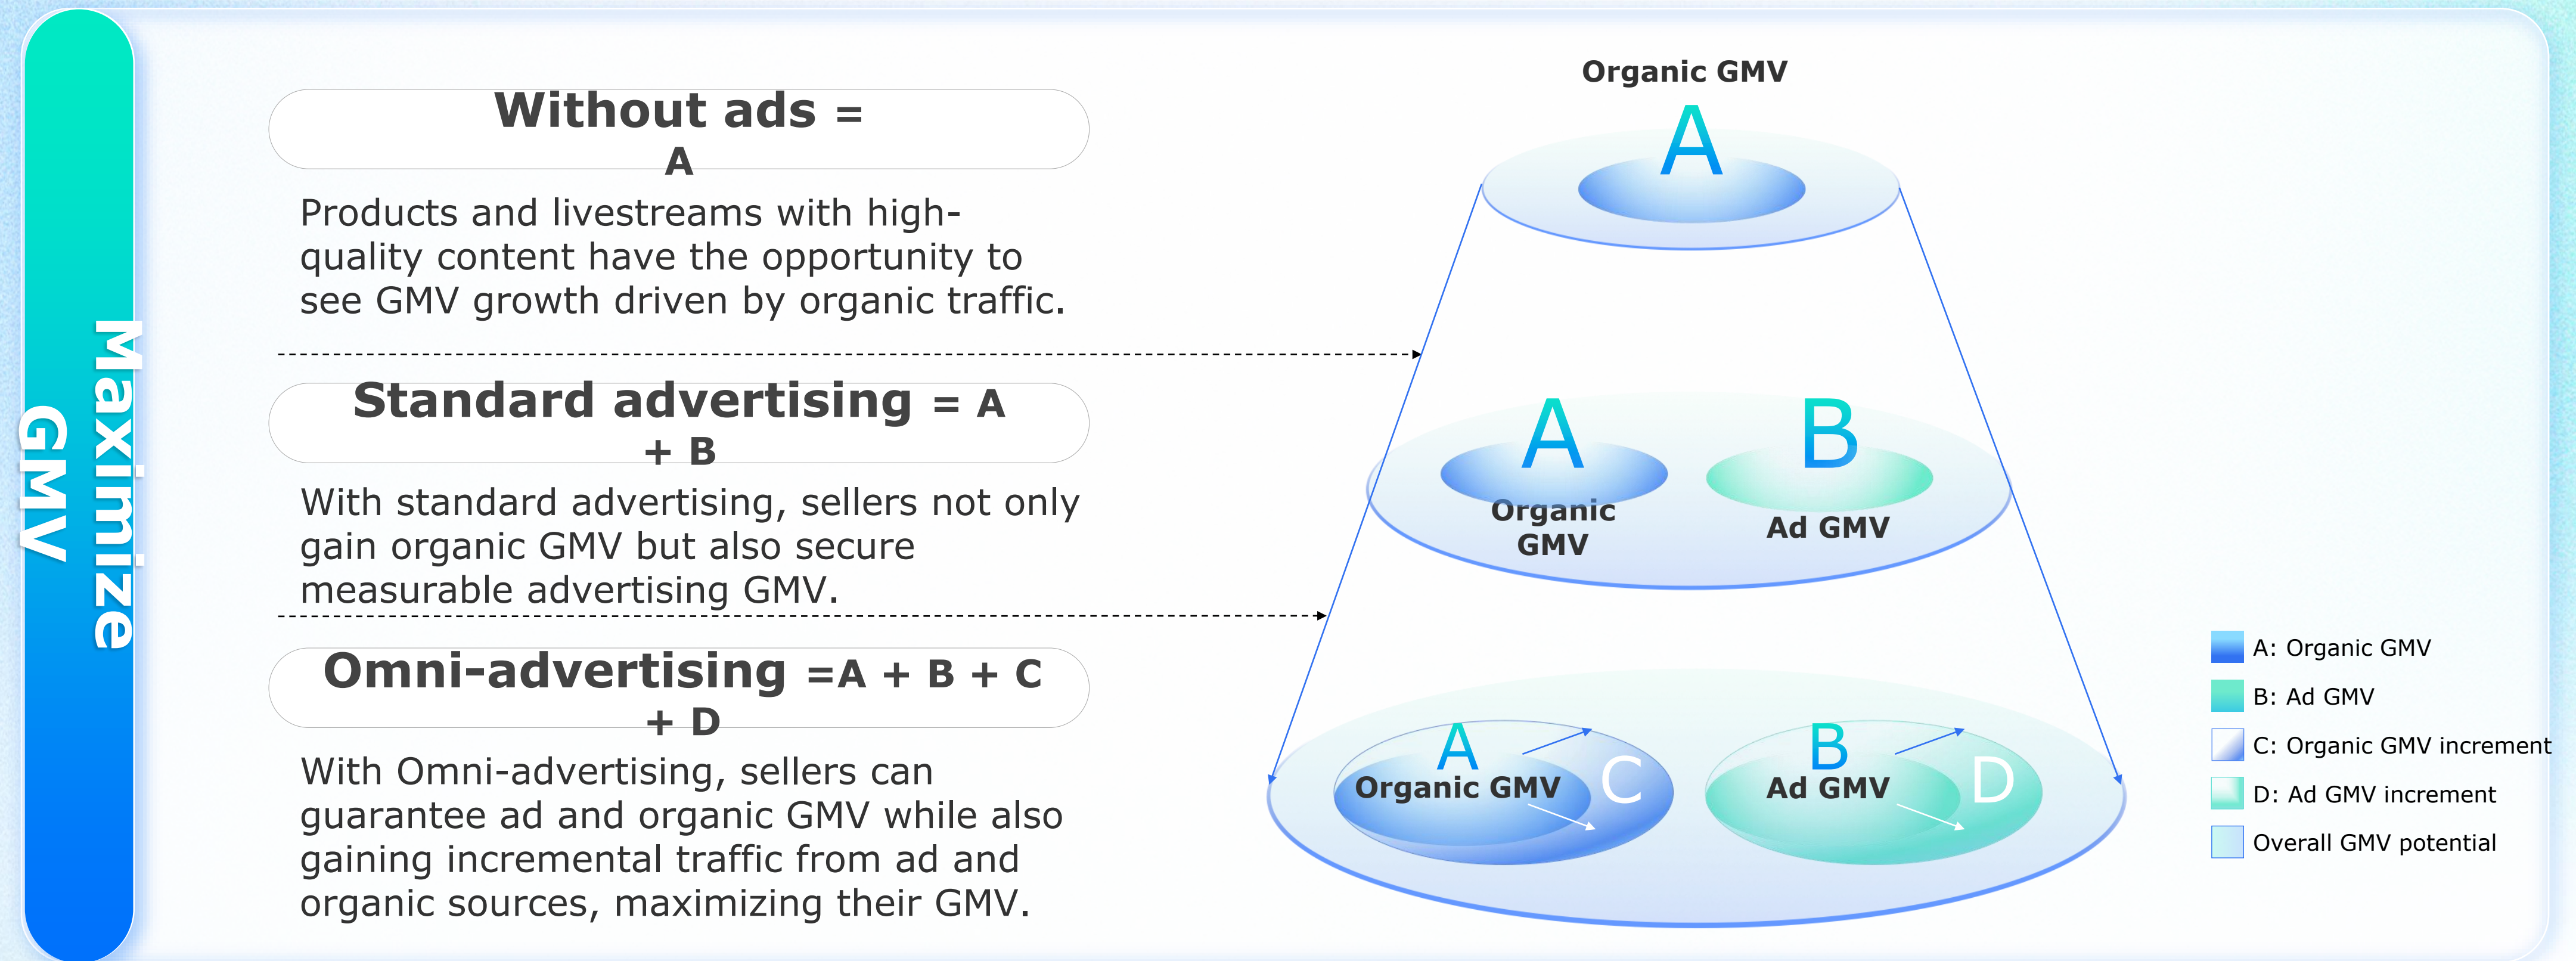 Maximize
GMV
Without ads =
A
Products and livestreams with high-
quality content have the opportunity to
see GMV growth driven by organic traffic.
Standard advertising = A
+ B
With standard advertising, sellers not only
gain organic GMV but also secure
measurable advertising GMV.
Omni-advertising =A + B + C
+ D
With Omni-advertising, sellers can
guarantee ad and organic GMV while also
gaining incremental traffic from ad and
organic sources, maximizing their GMV.
Organic GMV
A
A
Organic
GMV
B
Ad GMV
A
Organic GMV
C
B
Ad GMV
D
A: Organic GMV
B: Ad GMV
C: Organic GMV increment
D: Ad GMV increment
Overall GMV potential